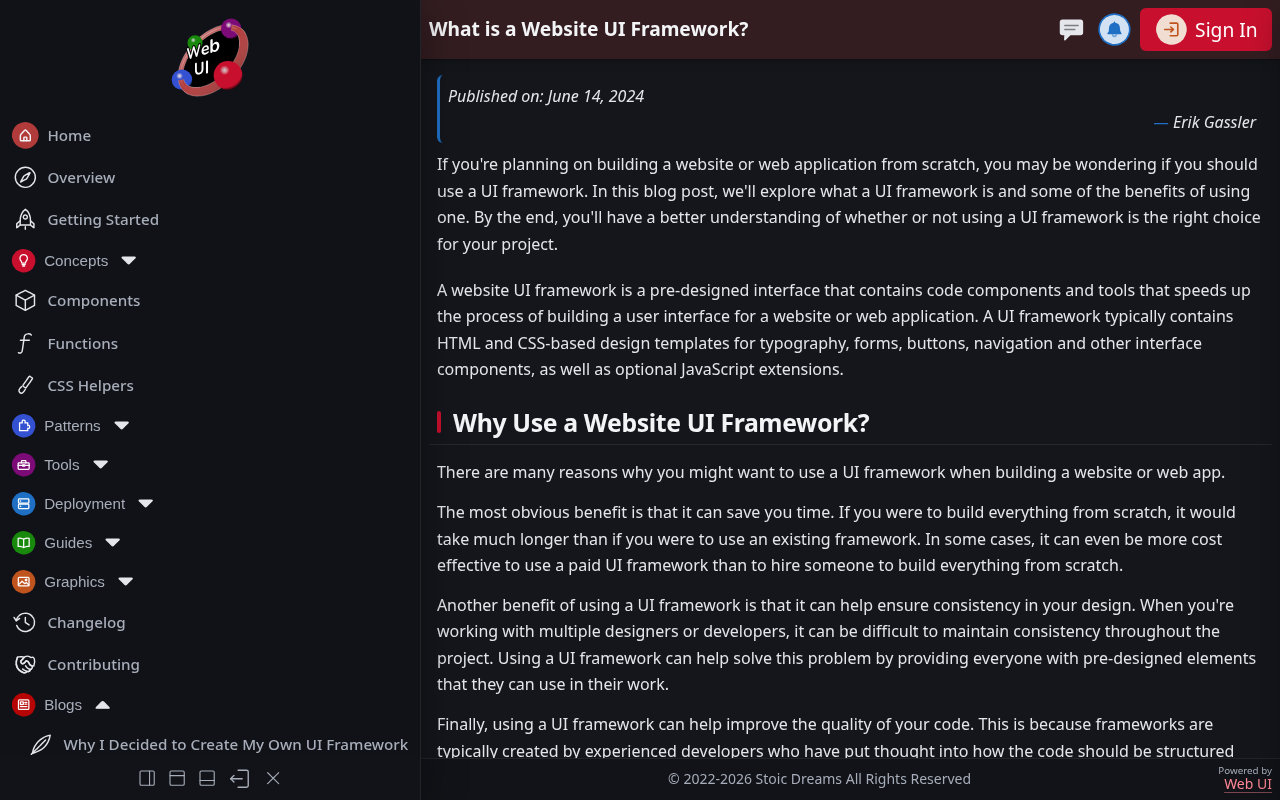 Web
UI
Home
Overview
Getting Started
Concepts
Components
Functions
CSS Helpers
Patterns
Tools
Deployment
Guides
Graphics
Changelog
Contributing
Blogs
Why I Decided to Create My Own UI Framework
What is a Website UI Framework?
Sign In
Published on: June 14, 2024
— Erik Gassler
If you're planning on building a website or web application from scratch, you may be wondering if you should
use a UI framework. In this blog post, we'll explore what a UI framework is and some of the benefits of using
one. By the end, you'll have a better understanding of whether or not using a UI framework is the right choice
for your project.
A website UI framework is a pre-designed interface that contains code components and tools that speeds up
the process of building a user interface for a website or web application. A UI framework typically contains
HTML and CSS-based design templates for typography, forms, buttons, navigation and other interface
components, as well as optional JavaScript extensions.
Why Use a Website UI Framework?
There are many reasons why you might want to use a UI framework when building a website or web app.
The most obvious benefit is that it can save you time. If you were to build everything from scratch, it would
take much longer than if you were to use an existing framework. In some cases, it can even be more cost
effective to use a paid UI framework than to hire someone to build everything from scratch.
Another benefit of using a UI framework is that it can help ensure consistency in your design. When you're
working with multiple designers or developers, it can be difficult to maintain consistency throughout the
project. Using a UI framework can help solve this problem by providing everyone with pre-designed elements
that they can use in their work.
Finally, using a UI framework can help improve the quality of your code. This is because frameworks are
typically created by experienced developers who have put thought into how the code should be structured
© 2022-2026 Stoic Dreams All Rights Reserved
Powered by
Web UI